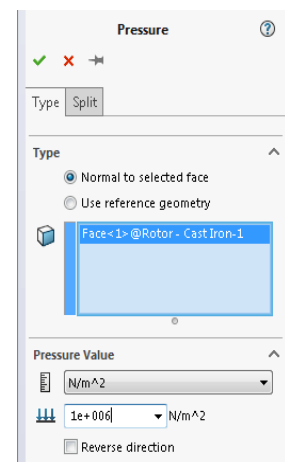 Pressure
Type Split
Type
Normal to selected face
Use reference geometry
Face<1>@Rotor - Cast Iron-1
Pressure Value
N/m^2
1e+006 N/m^2
Reverse direction